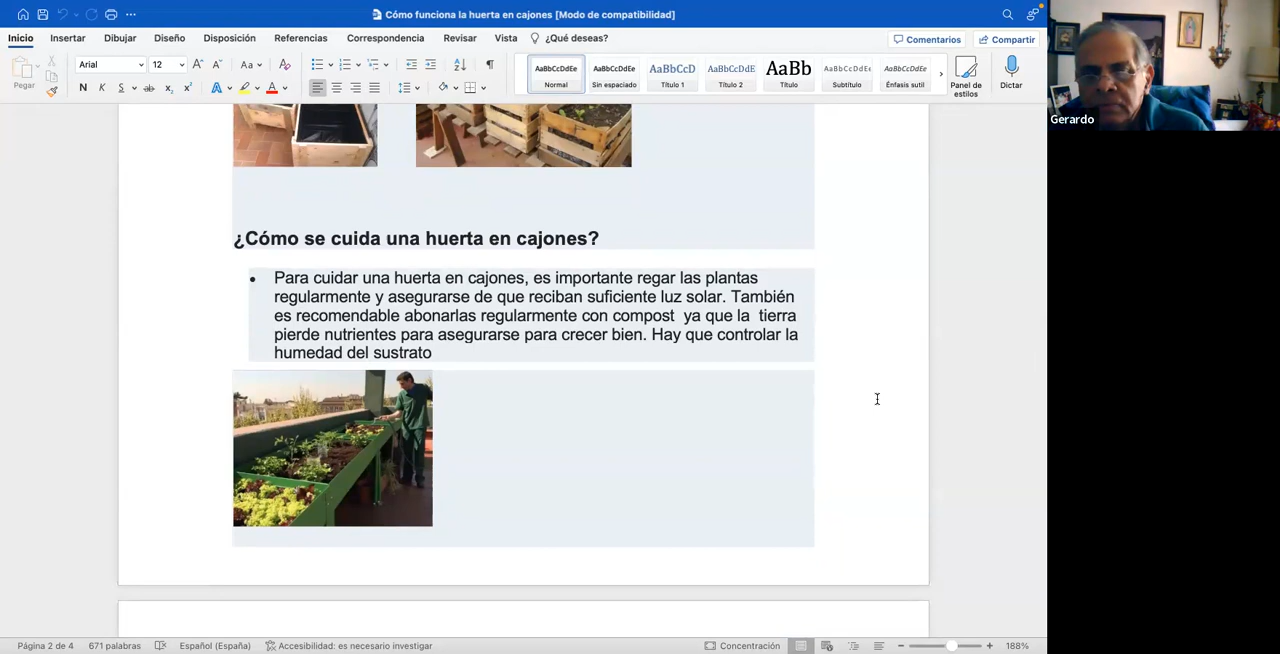 Cómo funciona la huerta en cajones [Modo de compatibilidad]
Inicio Insertar Dibujar Diseño Disposición Referencias Correspondencia Revisar Vista ¿Qué deseas? Comentarios Compartir
Pegar
Arial 12 A^ A˅ Aa
N K S ab x₂ x² A A
AaBbCcDdEe AaBbCcDdEe AaBbCcD AaBbCcDdE AaBb AaBbCcDdEe AaBbCcDdEe
Normal Sin espaciado Título 1 Título 2 Título Subtítulo Énfasis sutil
Panel de
estilos
Dictar
Gerardo
¿Cómo se cuida una huerta en cajones?
• Para cuidar una huerta en cajones, es importante regar las plantas
regularmente y asegurarse de que reciban suficiente luz solar. También
es recomendable abonarlas regularmente con compost ya que la tierra
pierde nutrientes para asegurarse para crecer bien. Hay que controlar la
humedad del sustrato
Página 2 de 4 671 palabras Español (España) Accesibilidad: es necesario investigar Concentración 188%